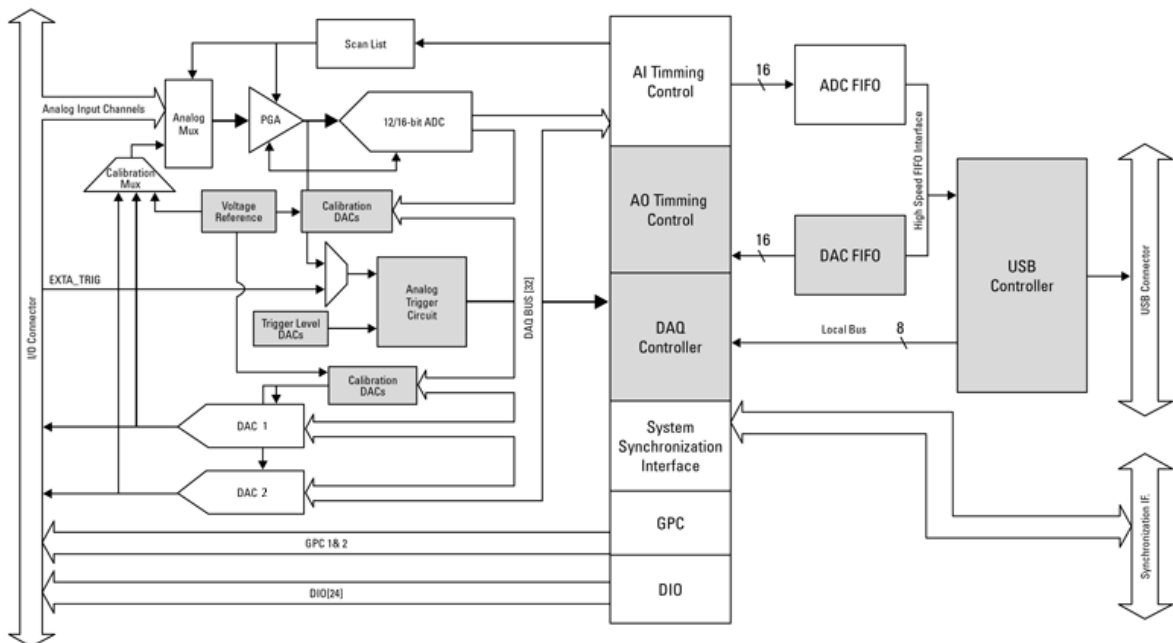 Scan List
Analog Input Channels
Analog
Mux
PGA
12/16-bit ADC
Calibration
Mux
Voltage
Reference
Calibration
DACs
EXTA_TRIG
Analog
Trigger
Circuit
Trigger Level
DACs
Calibration
DACs
DAC 1
DAC 2
GPC 1& 2
DIO[24]
I/O Connector
DAQ BUS [32]
AI Timming
Control
AO Timming
Control
DAQ
Controller
System
Synchronization
Interface
GPC
DIO
16
ADC FIFO
16
DAC FIFO
High Speed FIFO Interface
Local Bus
8
USB
Controller
USB Connector
Synchronization IF.